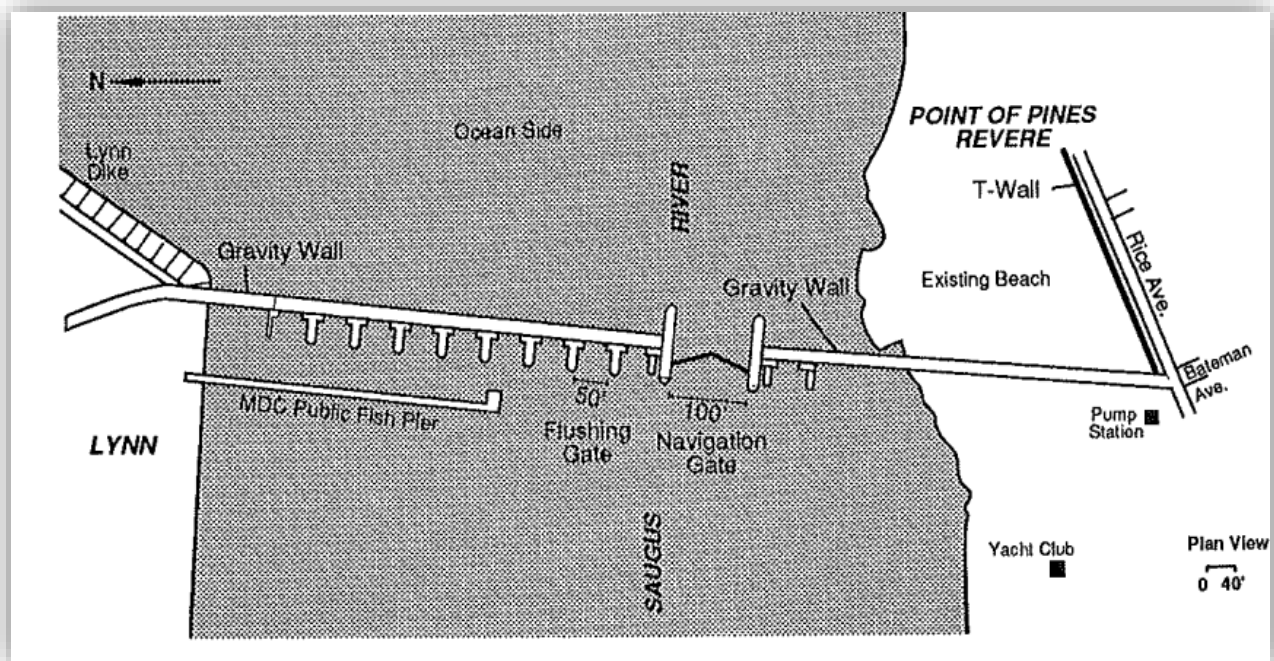 N
Ocean Side
Lynn
Dike
Gravity Wall
RIVER
POINT OF PINES
REVERE
T-Wall
Rice Ave.
Existing Beach
Gravity Wall
Bateman
Ave.
MDC Public Fish Pier
50'
100'
Flushing
Gate
Navigation
Gate
Pump
Station
LYNN
SAUGUS
Yacht Club
Plan View
0 40'